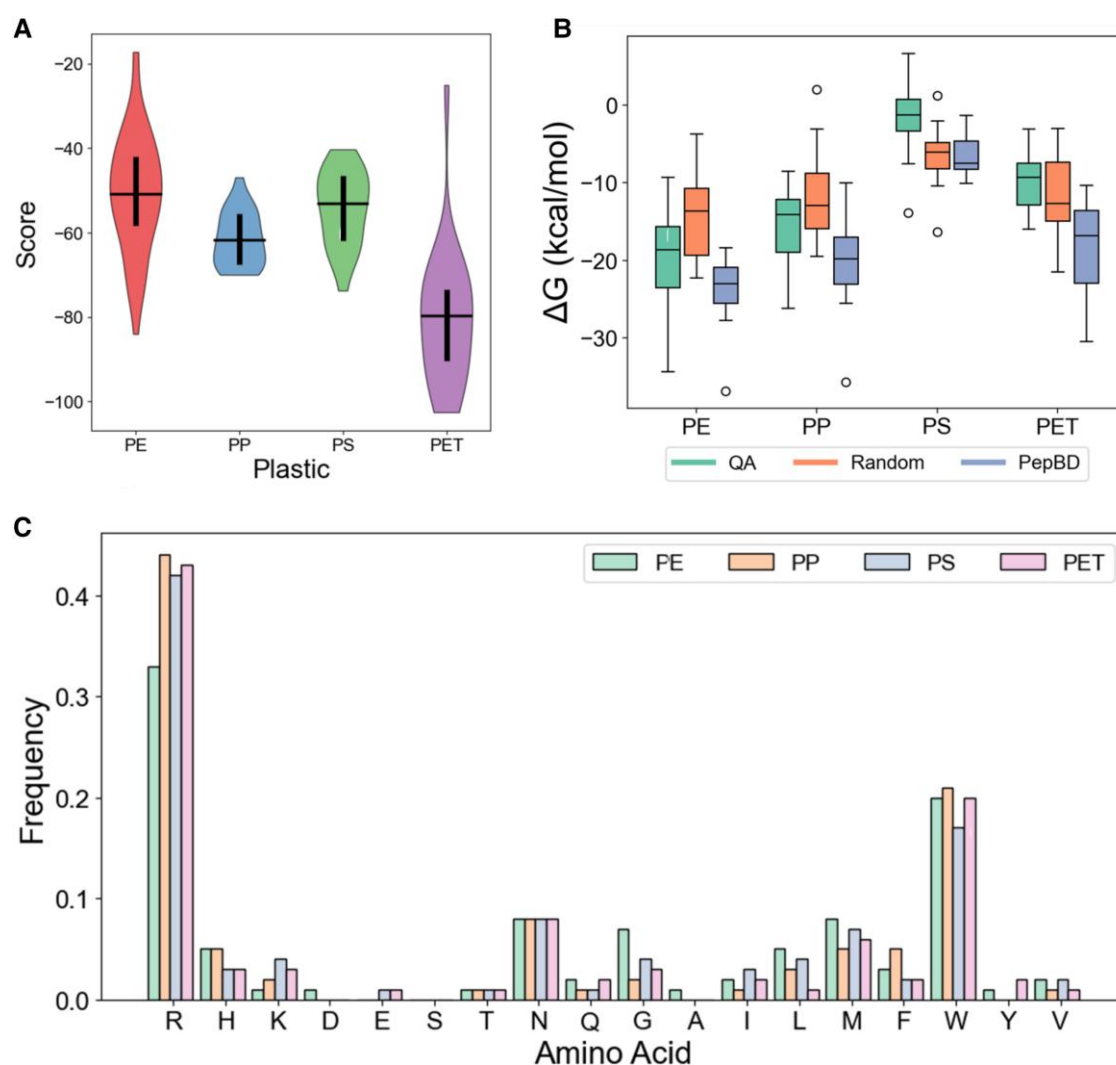 A
−20
−40
−60
−80
−100
Score
PE PP PS PET
Plastic
B
0
−10
−20
−30
ΔG (kcal/mol)
PE PP PS PET
QA Random PepBD
C
PE PP PS PET
0.4
0.3
0.2
0.1
0.0
Frequency
R H K D E S T N Q G A I L M F W Y V
Amino Acid